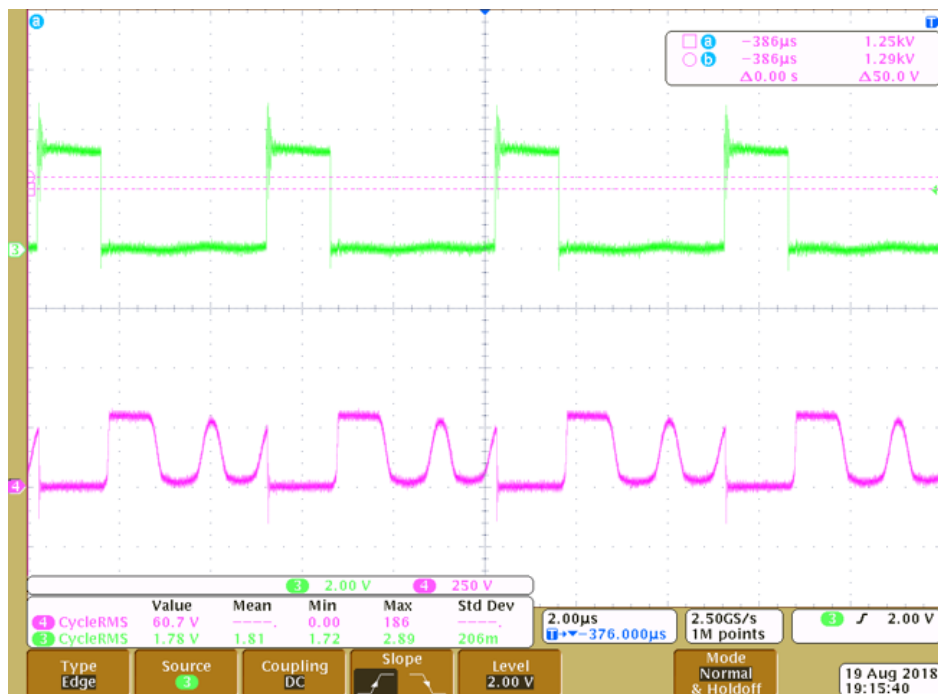 a
T
a −386μs 1.25kV
b −386μs 1.29kV
Δ0.00 s Δ50.0 V
3
4
3 2.00 V 4 250 V
Value Mean Min Max Std Dev
4 CycleRMS 60.7 V ----. 0.00 186 ----.
3 CycleRMS 1.78 V 1.81 1.72 2.89 206m
2.00μs
T→▼−376.000μs
2.50GS/s
1M points
3 2.00 V
Type
Edge
Source
3
Coupling
DC
Slope
Level
2.00 V
Mode
Normal
& Holdoff
19 Aug 2018
19:15:40